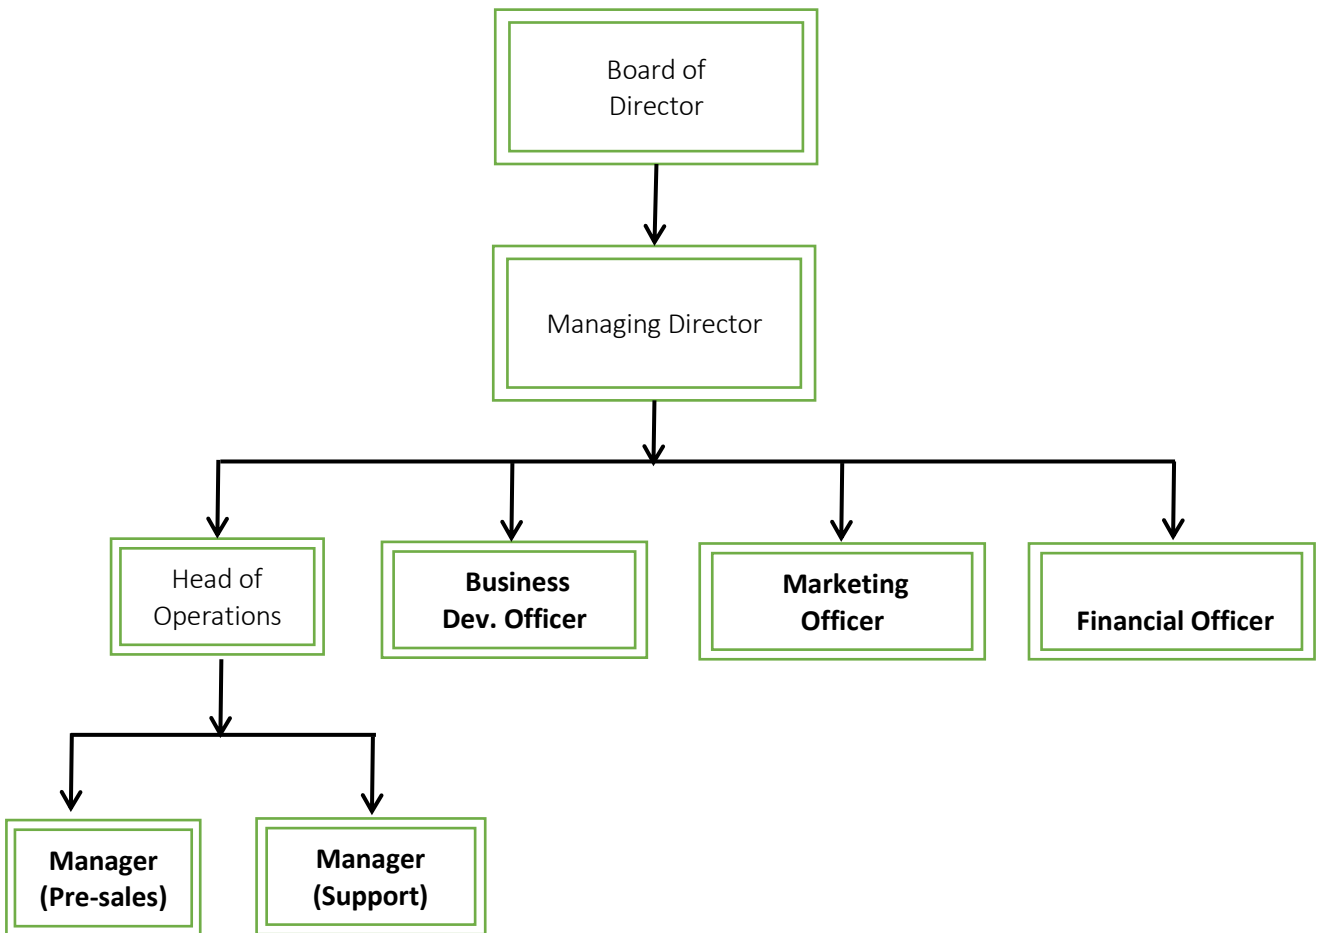 Board of
Director
Managing Director
Head of
Operations
Business
Dev. Officer
Marketing
Officer
Financial Officer
Manager
(Pre-sales)
Manager
(Support)